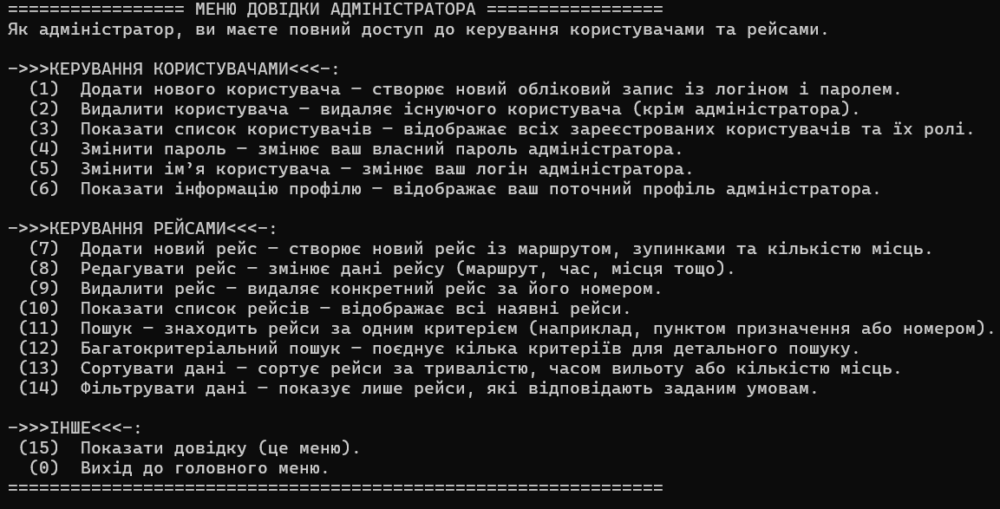 ================= МЕНЮ ДОВІДКИ АДМІНІСТРАТОРА =================
Як адміністратор, ви маєте повний доступ до керування користувачами та рейсами.

->>>КЕРУВАННЯ КОРИСТУВАЧАМИ<<<-:
  (1)  Додати нового користувача — створює новий обліковий запис із логіном і паролем.
  (2)  Видалити користувача — видаляє існуючого користувача (крім адміністратора).
  (3)  Показати список користувачів — відображає всіх зареєстрованих користувачів та їх ролі.
  (4)  Змінити пароль — змінює ваш власний пароль адміністратора.
  (5)  Змінити ім’я користувача — змінює ваш логін адміністратора.
  (6)  Показати інформацію профілю — відображає ваш поточний профіль адміністратора.

->>>КЕРУВАННЯ РЕЙСАМИ<<<-:
  (7)  Додати новий рейс — створює новий рейс із маршрутом, зупинками та кількістю місць.
  (8)  Редагувати рейс — змінює дані рейсу (маршрут, час, місця тощо).
  (9)  Видалити рейс — видаляє конкретний рейс за його номером.
 (10)  Показати список рейсів — відображає всі наявні рейси.
 (11)  Пошук — знаходить рейси за одним критерієм (наприклад, пунктом призначення або номером).
 (12)  Багатокритеріальний пошук — поєднує кілька критеріїв для детального пошуку.
 (13)  Сортувати дані — сортує рейси за тривалістю, часом вильоту або кількістю місць.
 (14)  Фільтрувати дані — показує лише рейси, які відповідають заданим умовам.

->>>ІНШЕ<<<-:
 (15)  Показати довідку (це меню).
  (0)  Вихід до головного меню.
===============================================================